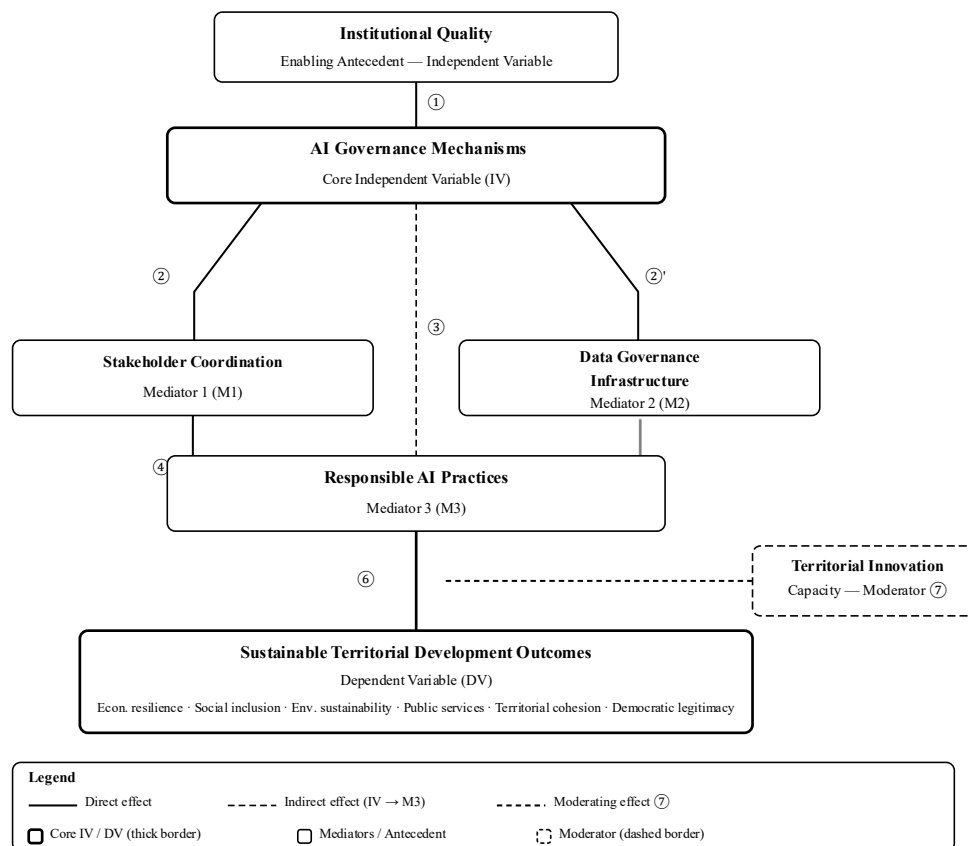 Institutional Quality
Enabling Antecedent — Independent Variable
①
AI Governance Mechanisms
Core Independent Variable (IV)
②
②'
③
Stakeholder Coordination
Mediator 1 (M1)
Data Governance
Infrastructure
Mediator 2 (M2)
④
Responsible AI Practices
Mediator 3 (M3)
⑥
Territorial Innovation
Capacity — Moderator ⑦
Sustainable Territorial Development Outcomes
Dependent Variable (DV)
Econ. resilience · Social inclusion · Env. sustainability · Public services · Territorial cohesion · Democratic legitimacy
Legend
Direct effect
Indirect effect (IV → M3)
Moderating effect ⑦
Core IV / DV (thick border)
Mediators / Antecedent
Moderator (dashed border)